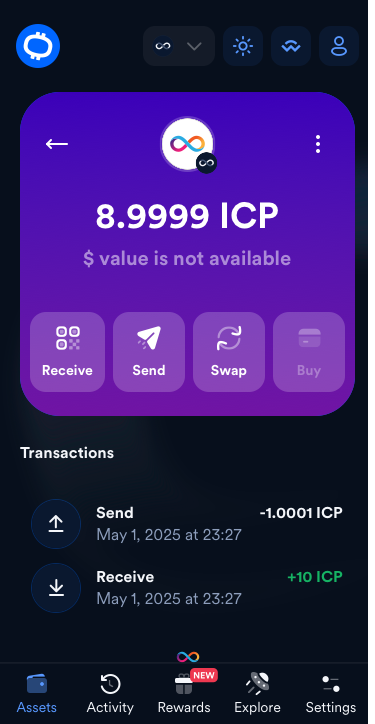 8.9999 ICP
$ value is not available
Receive
Send
Swap
Buy
Transactions
Send
-1.0001 ICP
May 1, 2025 at 23:27
Receive
+10 ICP
May 1, 2025 at 23:27
NEW
Assets
Activity
Rewards
Explore
Settings